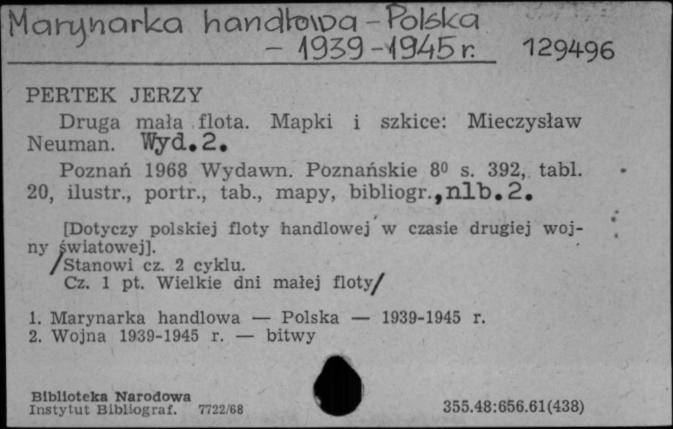 Marynarka handlowa - Polska
- 1939-1945 r. 129496
PERTEK JERZY
Druga mała flota. Mapki i szkice: Mieczysław
Neuman. Wyd.2.
Poznań 1968 Wydawn. Poznańskie 8⁰ s. 392, tabl.
20, ilustr., portr., tab., mapy, bibliogr.,nlb.2.
[Dotyczy polskiej floty handlowej w czasie drugiej woj-
ny światowej].
/Stanowi cz. 2 cyklu.
Cz. 1 pt. Wielkie dni małej floty/
1. Marynarka handlowa — Polska — 1939-1945 r.
2. Wojna 1939-1945 r. — bitwy
Biblioteka Narodowa
Instytut Bibliograf. 7722/68 355.48:656.61(438)